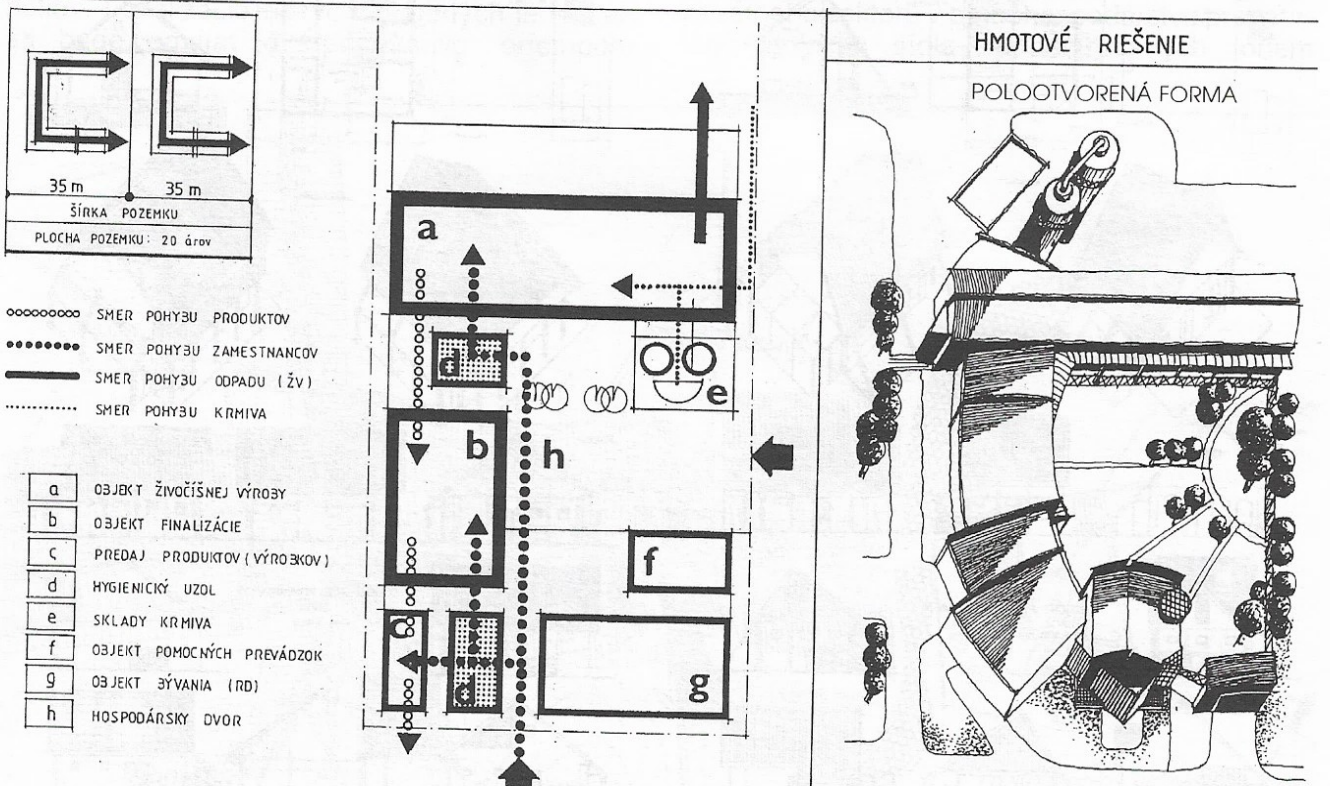 35 m
35 m
ŠÍRKA POZEMKU
PLOCHA POZEMKU: 20 árov
SMER POHYBU PRODUKTOV
SMER POHYBU ZAMESTNANCOV
SMER POHYBU ODPADU (ŽV)
SMER POHYBU KRMIVA
a OBJEKT ŽIVOČÍŠNEJ VÝROBY
b OBJEKT FINALIZÁCIE
c PREDAJ PRODUKTOV (VÝROBKOV)
d HYGIENICKÝ UZOL
e SKLADY KRMIVA
f OBJEKT POMOCNÝCH PREVÁDZOK
g OBJEKT BÝVANIA (RD)
h HOSPODÁRSKY DVOR
a
d
e
b
h
f
c
d
g
HMOTOVÉ RIEŠENIE
POLOOTVORENÁ FORMA